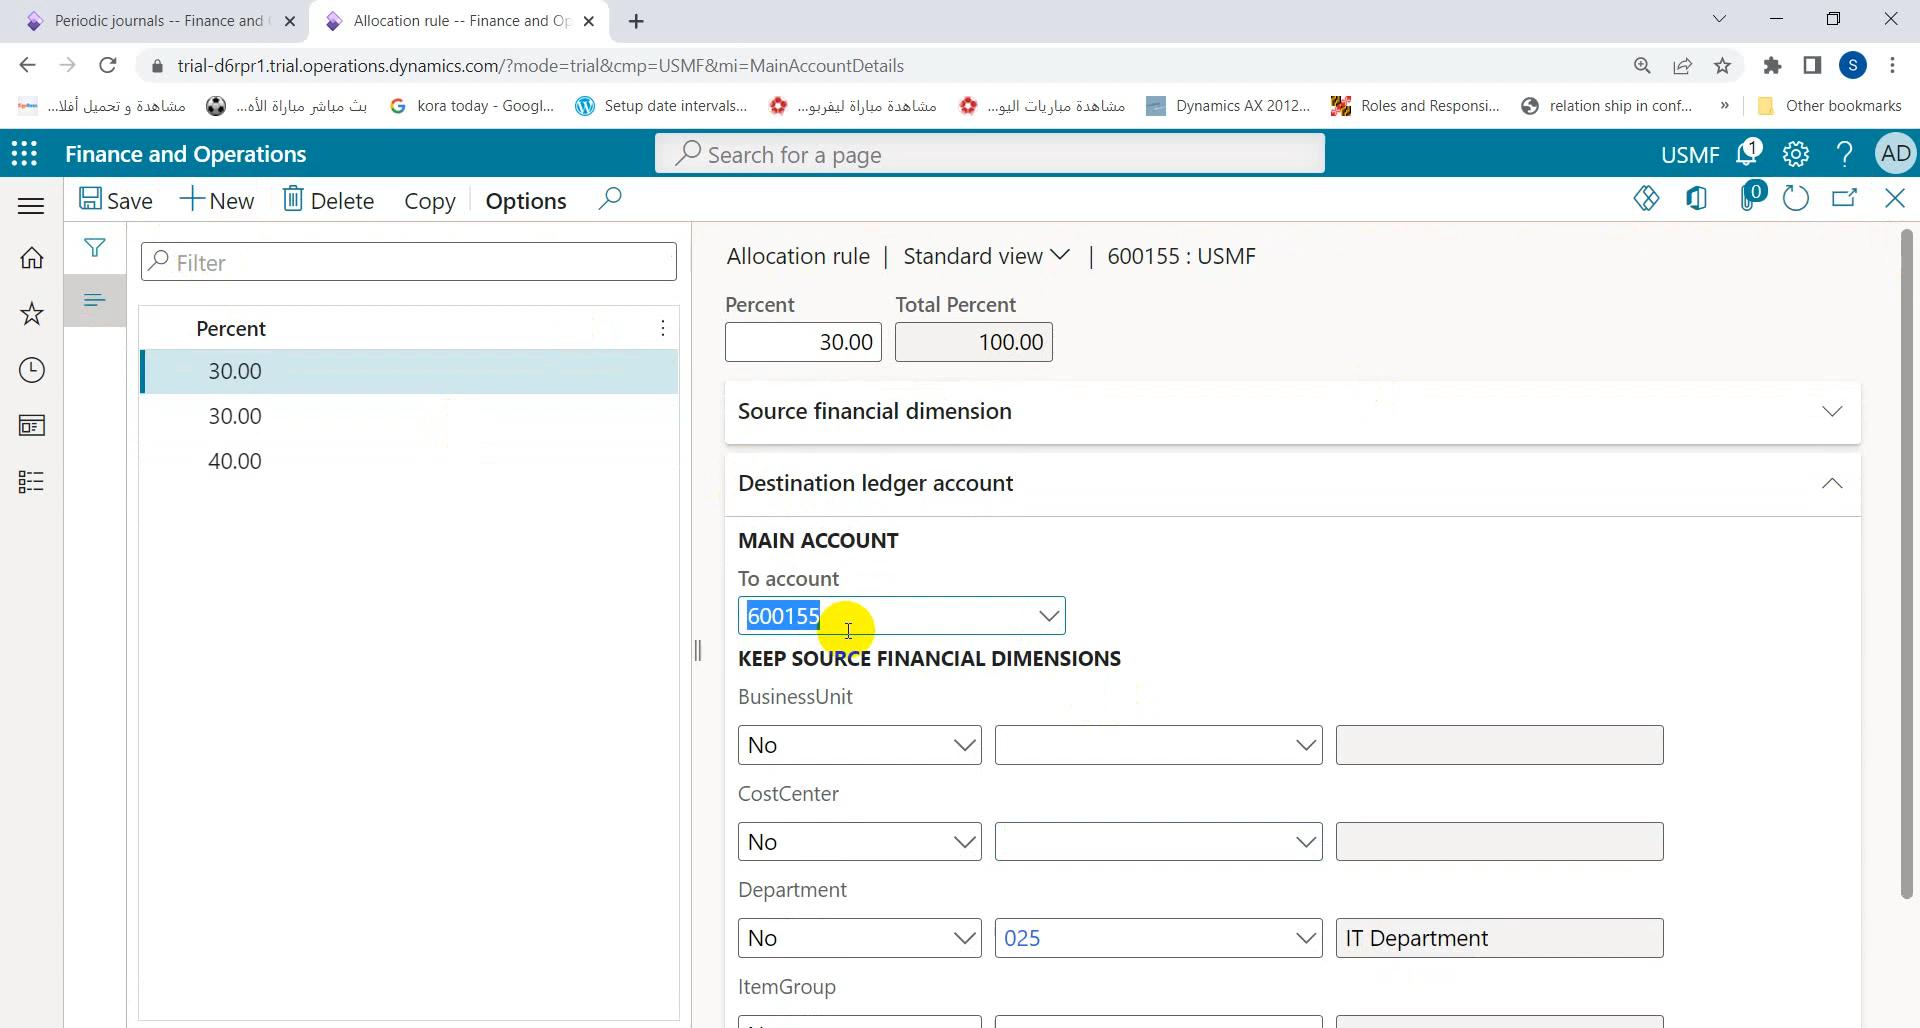 Periodic journals -- Finance and
Allocation rule -- Finance and Op
trial-d6rpr1.trial.operations.dynamics.com/?mode=trial&cmp=USMF&mi=MainAccountDetails
S
مشاهدة و تحميل أفلا...
بث مباشر مباراة الأه...
kora today - Googl...
Setup date intervals...
مشاهدة مباراة ليفربو...
مشاهدة مباريات اليو...
Dynamics AX 2012...
Roles and Responsi...
relation ship in conf...
»
Other bookmarks
Finance and Operations
Search for a page
USMF
1
?
AD
Save
New
Delete
Copy
Options
0
Filter
Allocation rule | Standard view | 600155 : USMF
Percent
30.00
30.00
40.00
Percent
Total Percent
30.00
100.00
Source financial dimension
Destination ledger account
MAIN ACCOUNT
To account
600155
KEEP SOURCE FINANCIAL DIMENSIONS
BusinessUnit
No
CostCenter
No
Department
No
025
IT Department
ItemGroup